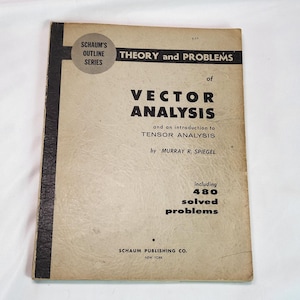 SCHAUM'S
OUTLINE
SERIES
THEORY and PROBLEMS
of
VECTOR
ANALYSIS
and an introduction to
TENSOR ANALYSIS
by MURRAY R. SPIEGEL
including
480
solved
problems
SCHAUM PUBLISHING CO.
NEW YORK